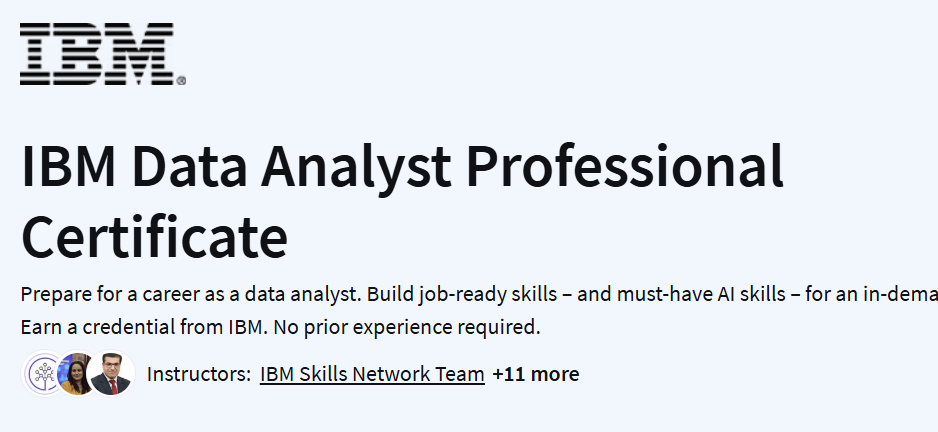 IBM®
IBM Data Analyst Professional
Certificate
Prepare for a career as a data analyst. Build job-ready skills – and must-have AI skills – for an in-dema
Earn a credential from IBM. No prior experience required.
Instructors: IBM Skills Network Team +11 more